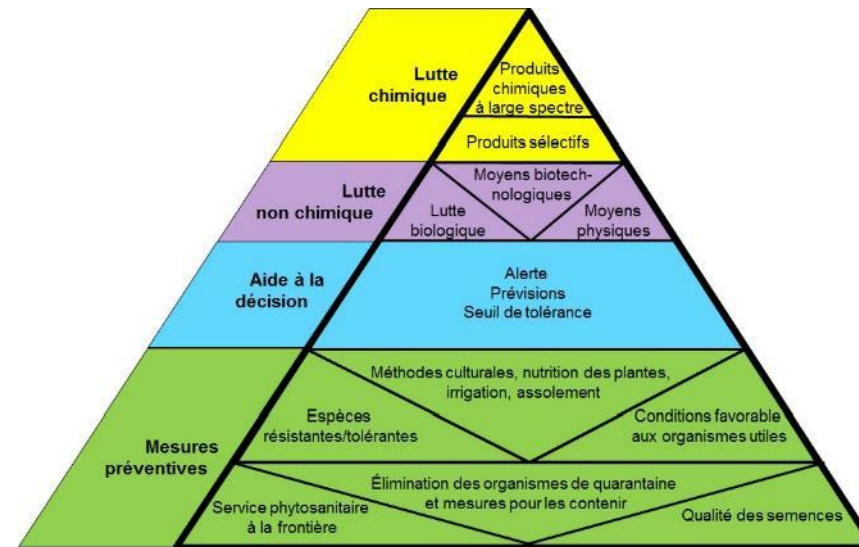 Lutte
chimique
Produits
chimiques
à large spectre
Produits sélectifs
Lutte
non chimique
Moyens biotech-
nologiques
Lutte
biologique
Moyens
physiques
Aide à la
décision
Alerte
Prévisions
Seuil de tolérance
Mesures
préventives
Méthodes culturales, nutrition des plantes,
irrigation, assolement
Espèces
résistantes/tolérantes
Conditions favorable
aux organismes utiles
Élimination des organismes de quarantaine
et mesures pour les contenir
Service phytosanitaire
à la frontière
Qualité des semences